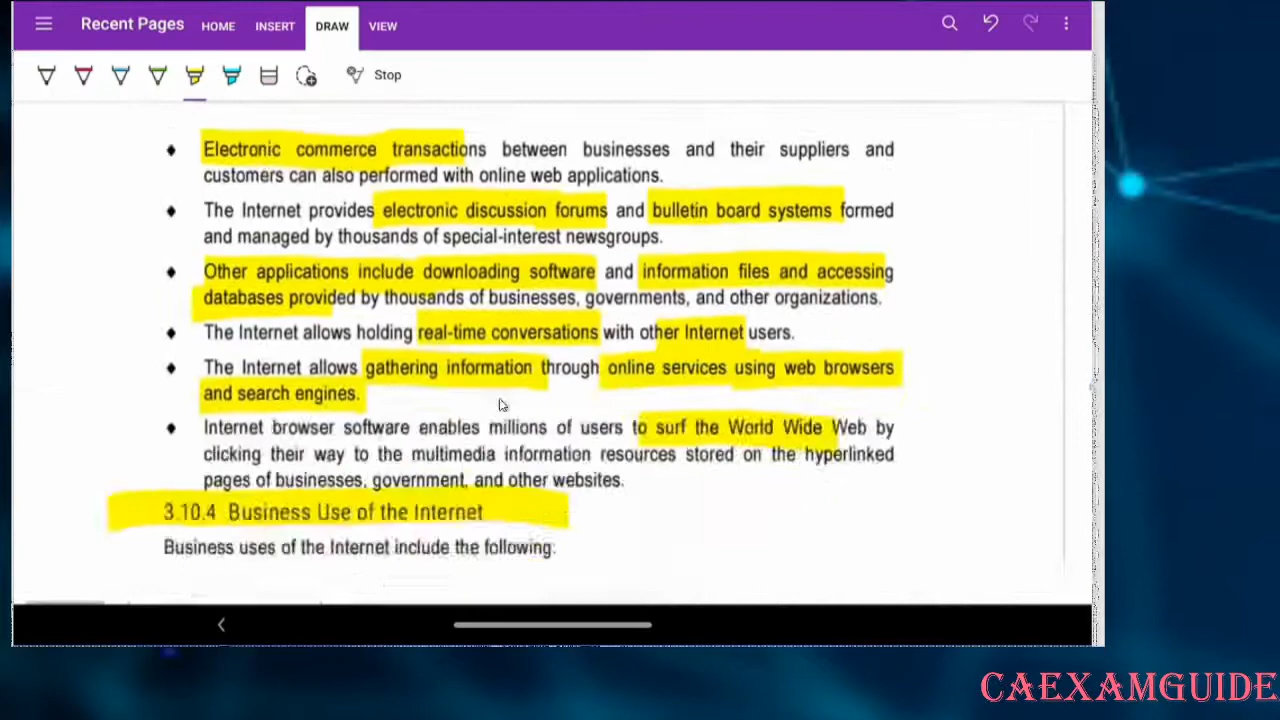 Recent Pages HOME INSERT DRAW VIEW
Stop
♦ Electronic commerce transactions between businesses and their suppliers and
customers can also performed with online web applications.
♦ The Internet provides electronic discussion forums and bulletin board systems formed
and managed by thousands of special-interest newsgroups.
♦ Other applications include downloading software and information files and accessing
databases provided by thousands of businesses, governments, and other organizations.
♦ The Internet allows holding real-time conversations with other Internet users.
♦ The Internet allows gathering information through online services using web browsers
and search engines.
♦ Internet browser software enables millions of users to surf the World Wide Web by
clicking their way to the multimedia information resources stored on the hyperlinked
pages of businesses, government, and other websites.
3.10.4 Business Use of the Internet
Business uses of the Internet include the following:
CAEXAMGUIDE